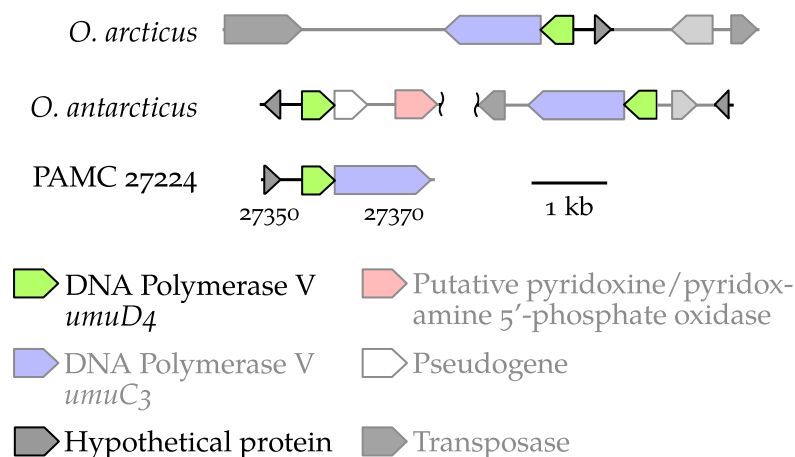 O. arcticus
O. antarcticus
PAMC 27224
27350
27370
1 kb
DNA Polymerase V
umuD4
DNA Polymerase V
umuC3
Hypothetical protein
Putative pyridoxine/pyridox-
amine 5′-phosphate oxidase
Pseudogene
Transposase